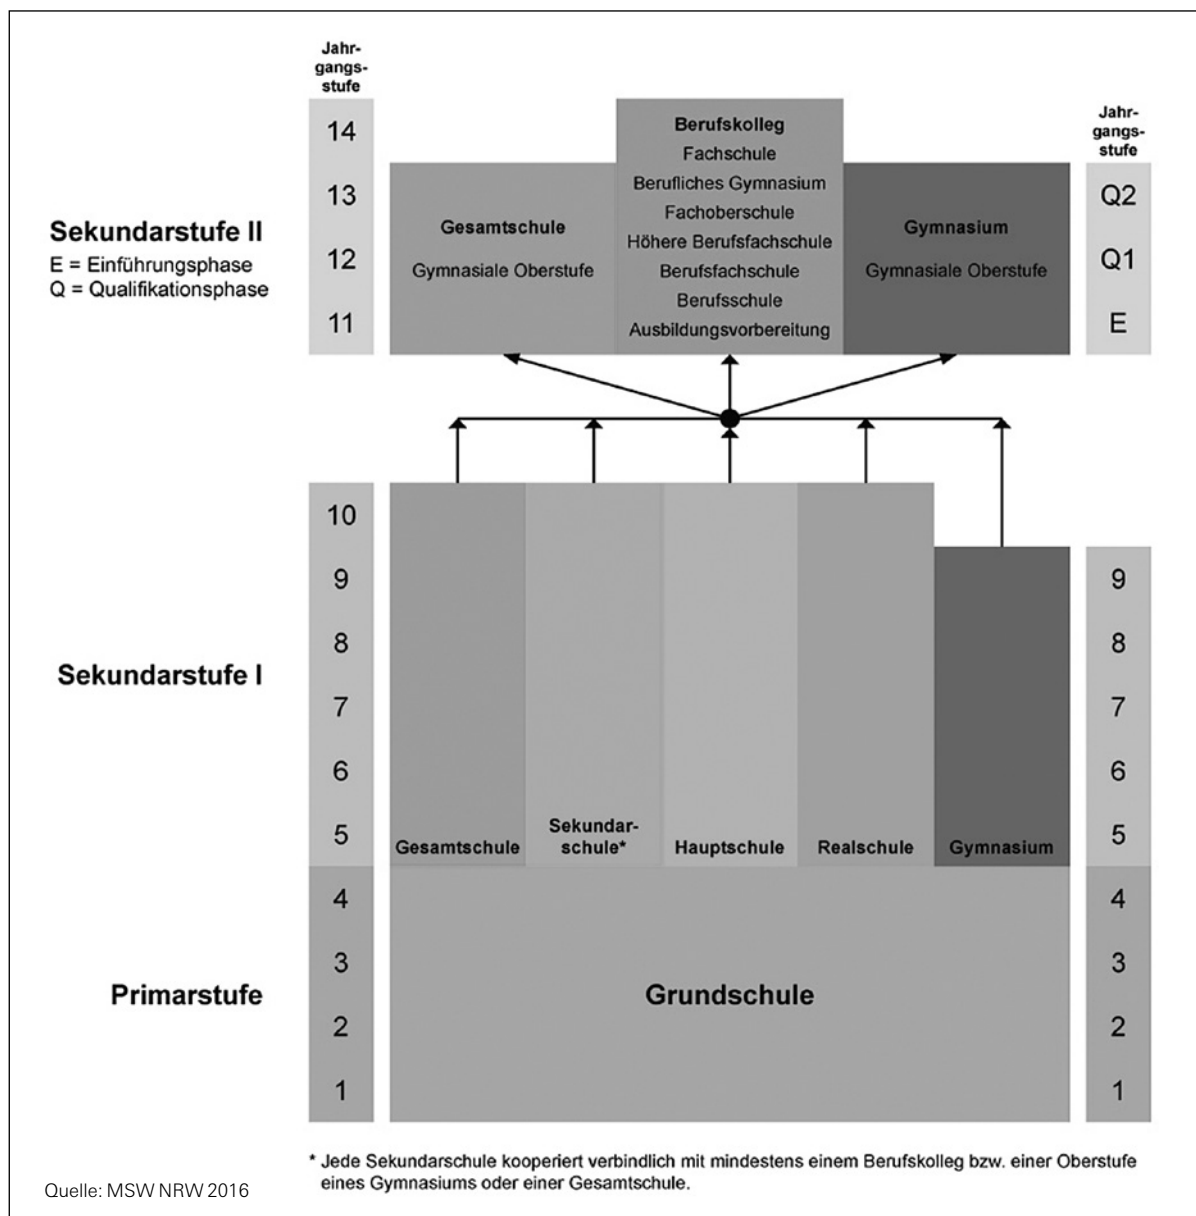 Jahr-
gangs-
stufe
14
13
12
11
Sekundarstufe II
E = Einführungsphase
Q = Qualifikationsphase
Gesamtschule
Gymnasiale Oberstufe
Berufskolleg
Fachschule
Berufliches Gymnasium
Fachoberschule
Höhere Berufsfachschule
Berufsfachschule
Berufsschule
Ausbildungsvorbereitung
Gymnasium
Gymnasiale Oberstufe
Jahr-
gangs-
stufe
Q2
Q1
E
Sekundarstufe I
10
9
8
7
6
5
Gesamtschule
Sekundar-
schule*
Hauptschule
Realschule
Gymnasium
9
8
7
6
5
Primarstufe
4
3
2
1
Grundschule
4
3
2
1
* Jede Sekundarschule kooperiert verbindlich mit mindestens einem Berufskolleg bzw. einer Oberstufe
eines Gymnasiums oder einer Gesamtschule.
Quelle: MSW NRW 2016